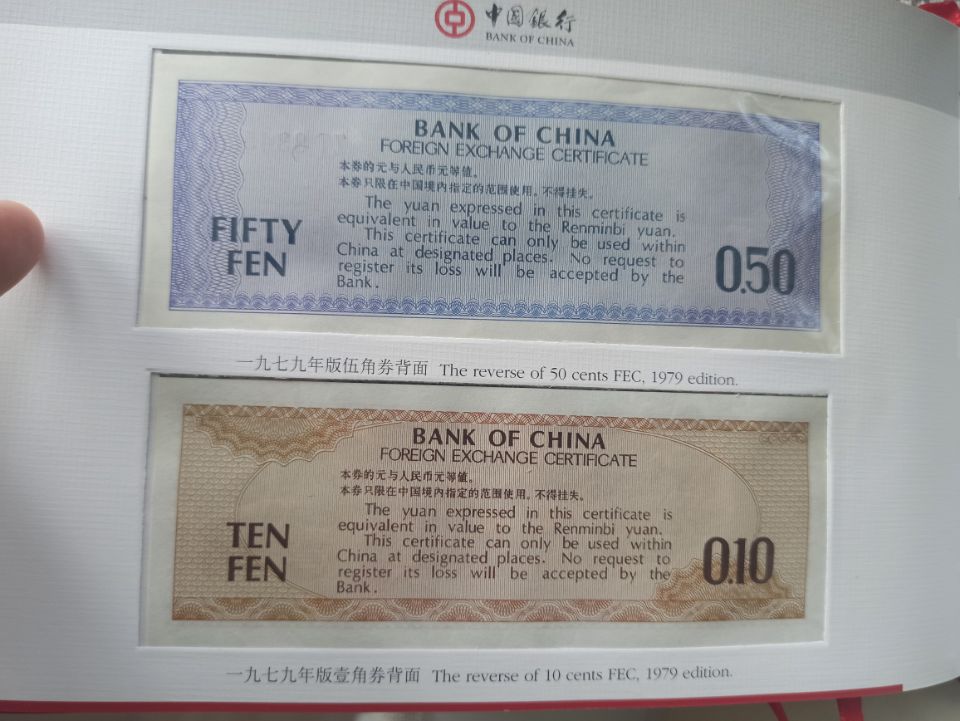 中国银行
BANK OF CHINA
BANK OF CHINA
FOREIGN EXCHANGE CERTIFICATE
本券的元与人民币元等值。
本券只限在中国境内指定的范围使用，不得挂失。
The yuan expressed in this certificate is
equivalent in value to the Renminbi yuan.
This certificate can only be used within
China at designated places. No request to
register its loss will be accepted by the
Bank.
FIFTY
FEN
0.50
一九七九年版伍角券背面 The reverse of 50 cents FEC, 1979 edition.
BANK OF CHINA
FOREIGN EXCHANGE CERTIFICATE
本券的元与人民币元等值。
本券只限在中国境内指定的范围使用，不得挂失。
The yuan expressed in this certificate is
equivalent in value to the Renminbi yuan.
This certificate can only be used within
China at designated places. No request to
register its loss will be accepted by the
Bank.
TEN
FEN
0.10
一九七九年版壹角券背面 The reverse of 10 cents FEC, 1979 edition.